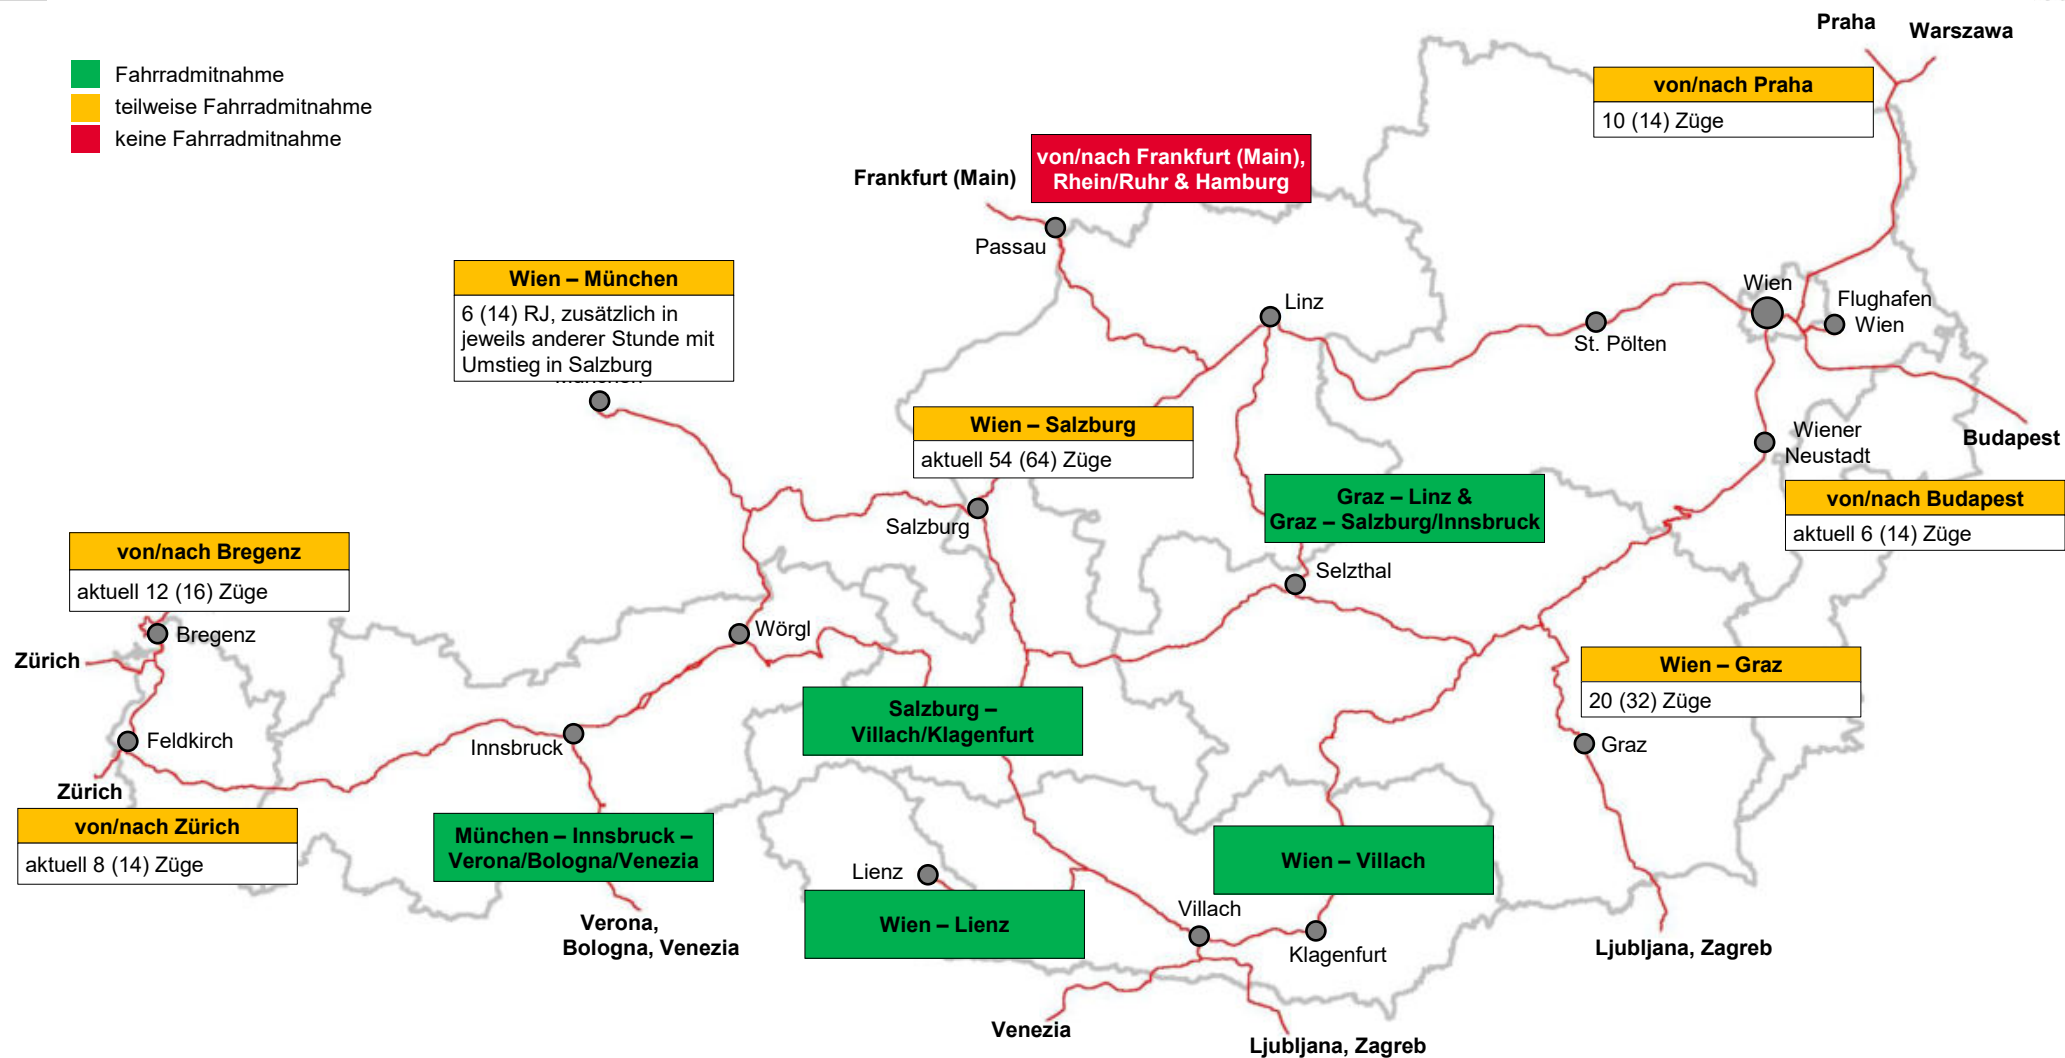 Praha
Warszawa
Fahrradmitnahme
teilweise Fahrradmitnahme
keine Fahrradmitnahme
von/nach Praha
10 (14) Züge
von/nach Frankfurt (Main),
Rhein/Ruhr & Hamburg
Frankfurt (Main)
Passau
Wien – München
6 (14) RJ, zusätzlich in
jeweils anderer Stunde mit
Umstieg in Salzburg
Linz
Wien
Flughafen
Wien
St. Pölten
Wien – Salzburg
aktuell 54 (64) Züge
Wiener
Neustadt
Budapest
Graz – Linz &
Graz – Salzburg/Innsbruck
von/nach Budapest
aktuell 6 (14) Züge
Salzburg
von/nach Bregenz
aktuell 12 (16) Züge
Selzthal
Bregenz
Wörgl
Zürich
Wien – Graz
20 (32) Züge
Salzburg –
Villach/Klagenfurt
Feldkirch
Innsbruck
Graz
Zürich
von/nach Zürich
aktuell 8 (14) Züge
München – Innsbruck –
Verona/Bologna/Venezia
Wien – Villach
Lienz
Wien – Lienz
Villach
Klagenfurt
Verona,
Bologna, Venezia
Ljubljana, Zagreb
Venezia
Ljubljana, Zagreb